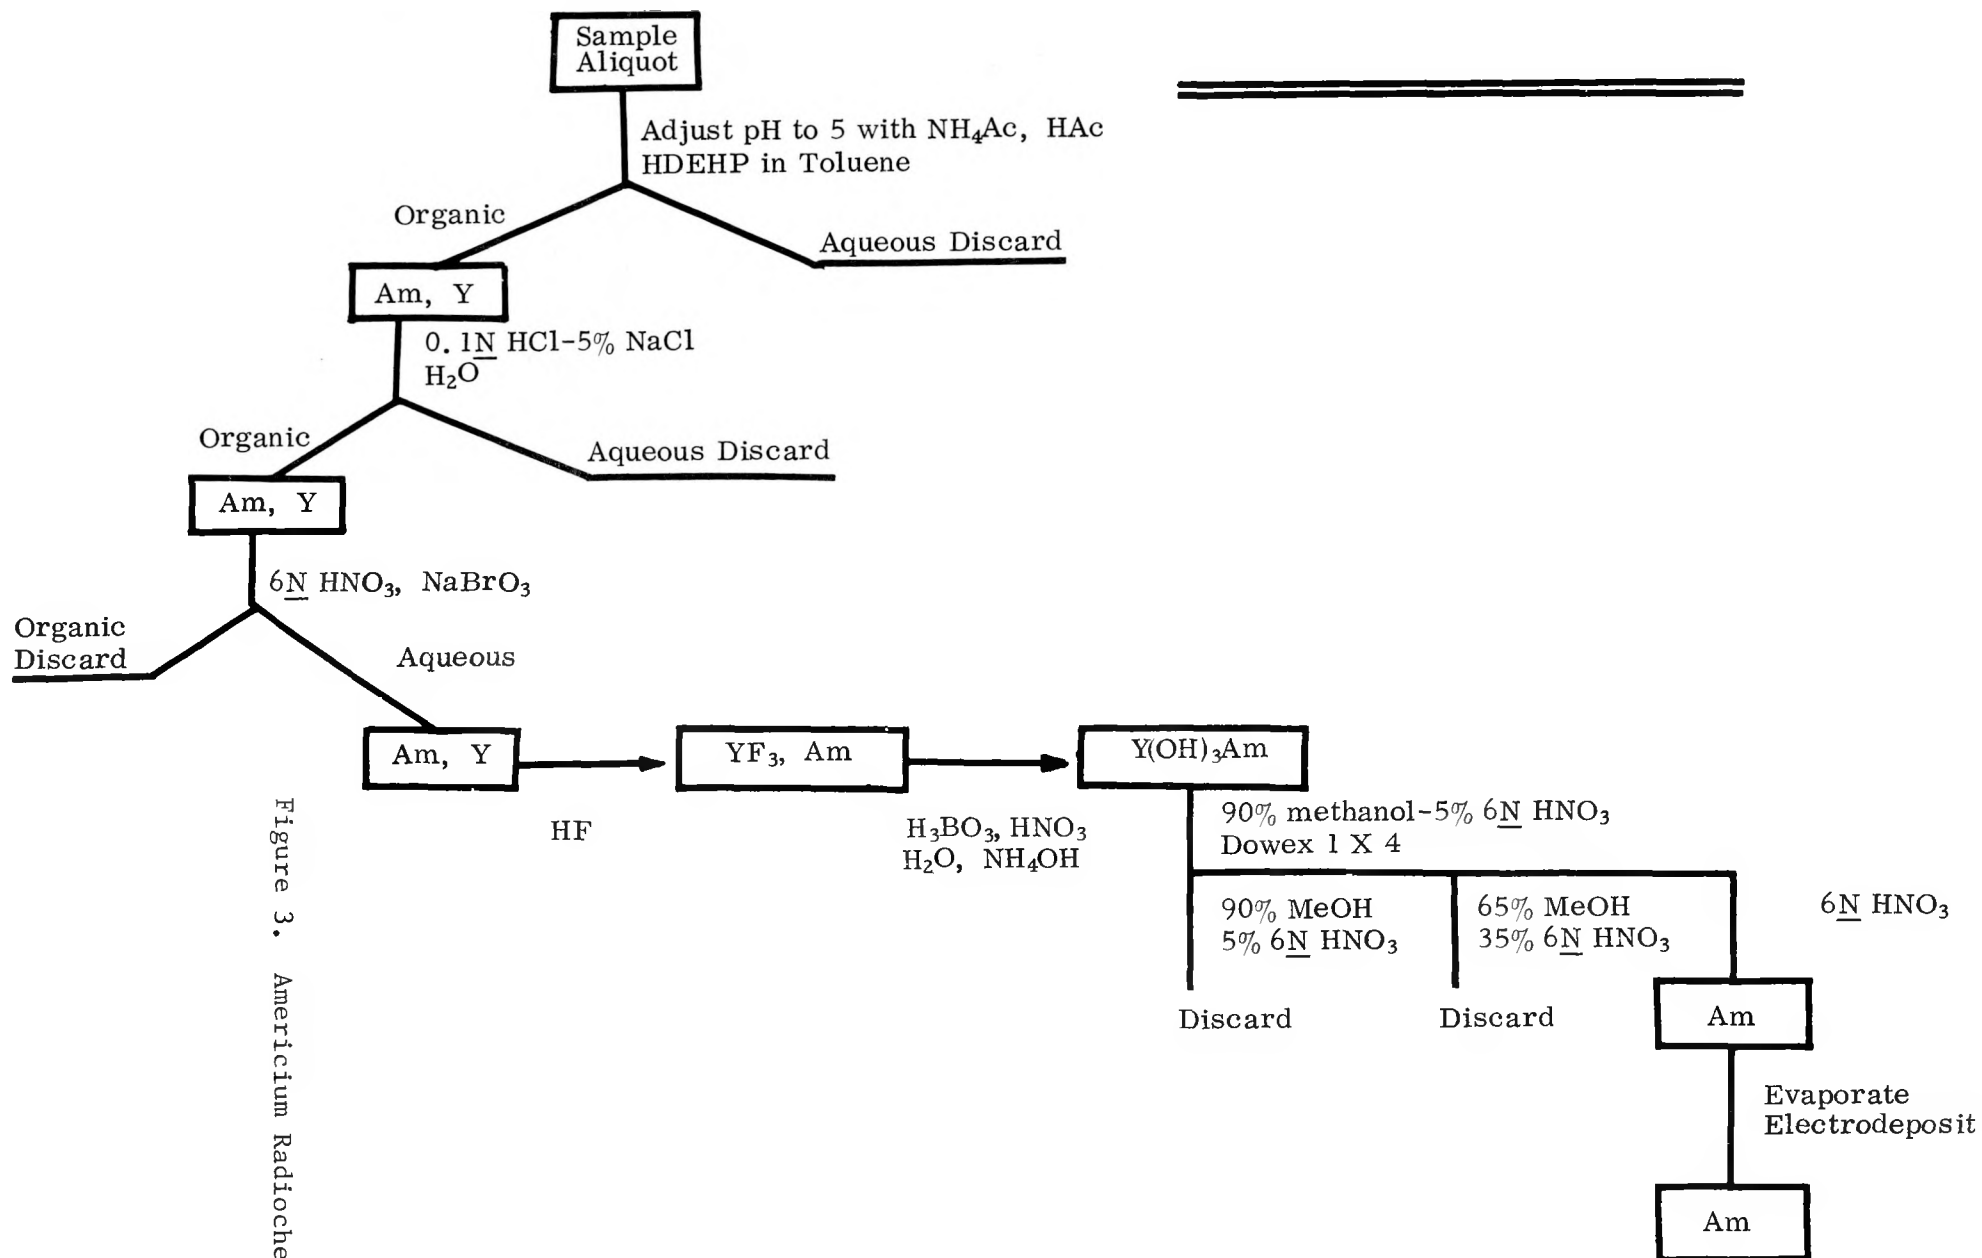 Sample
Aliquot
Adjust pH to 5 with NH₄Ac, HAc
HDEHP in Toluene
Organic
Aqueous Discard
Am, Y
0.1N HCl-5% NaCl
H₂O
Organic
Aqueous Discard
Am, Y
6N HNO₃, NaBrO₃
Organic
Discard
Aqueous
Am, Y
HF
YF₃, Am
H₃BO₃, HNO₃
H₂O, NH₄OH
Y(OH)₃Am
90% methanol-5% 6N HNO₃
Dowex 1 X 4
90% MeOH
5% 6N HNO₃
Discard
65% MeOH
35% 6N HNO₃
Discard
6N HNO₃
Am
Evaporate
Electrodeposit
Am
Figure 3. Americium Radioche